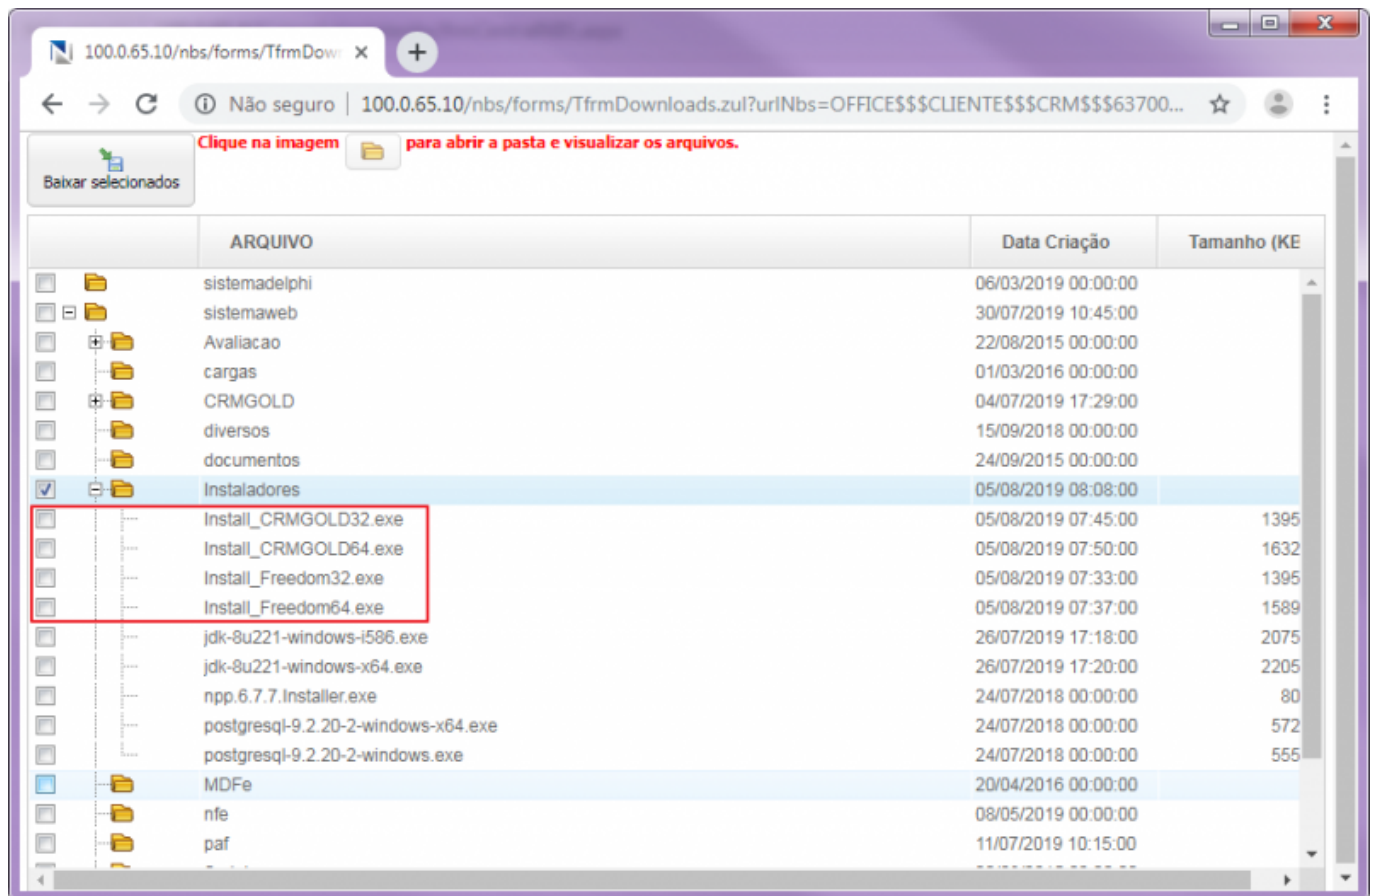 100.0.65.10/nbs/forms/TfrmDow
Não seguro | 100.0.65.10/nbs/forms/TfrmDownloads.zul?urlNbs=OFFICE$$$CLIENTE$$$CRM$$$63700...
Clique na imagem para abrir a pasta e visualizar os arquivos.
Baixar selecionados
ARQUIVO Data Criação Tamanho (KB
sistemadelphi 06/03/2019 00:00:00
sistemaweb 30/07/2019 10:45:00
Avaliacao 22/08/2015 00:00:00
cargas 01/03/2016 00:00:00
CRMGOLD 04/07/2019 17:29:00
diversos 15/09/2018 00:00:00
documentos 24/09/2015 00:00:00
Instaladores 05/08/2019 08:08:00
Install_CRMGOLD32.exe 05/08/2019 07:45:00 1395
Install_CRMGOLD64.exe 05/08/2019 07:50:00 1632
Install_Freedom32.exe 05/08/2019 07:33:00 1395
Install_Freedom64.exe 05/08/2019 07:37:00 1589
jdk-8u221-windows-i586.exe 26/07/2019 17:18:00 2075
jdk-8u221-windows-x64.exe 26/07/2019 17:20:00 2205
npp.6.7.7.Installer.exe 24/07/2018 00:00:00 80
postgresql-9.2.20-2-windows-x64.exe 24/07/2018 00:00:00 572
postgresql-9.2.20-2-windows.exe 24/07/2018 00:00:00 555
MDFe 20/04/2016 00:00:00
nfe 08/05/2019 00:00:00
paf 11/07/2019 10:15:00